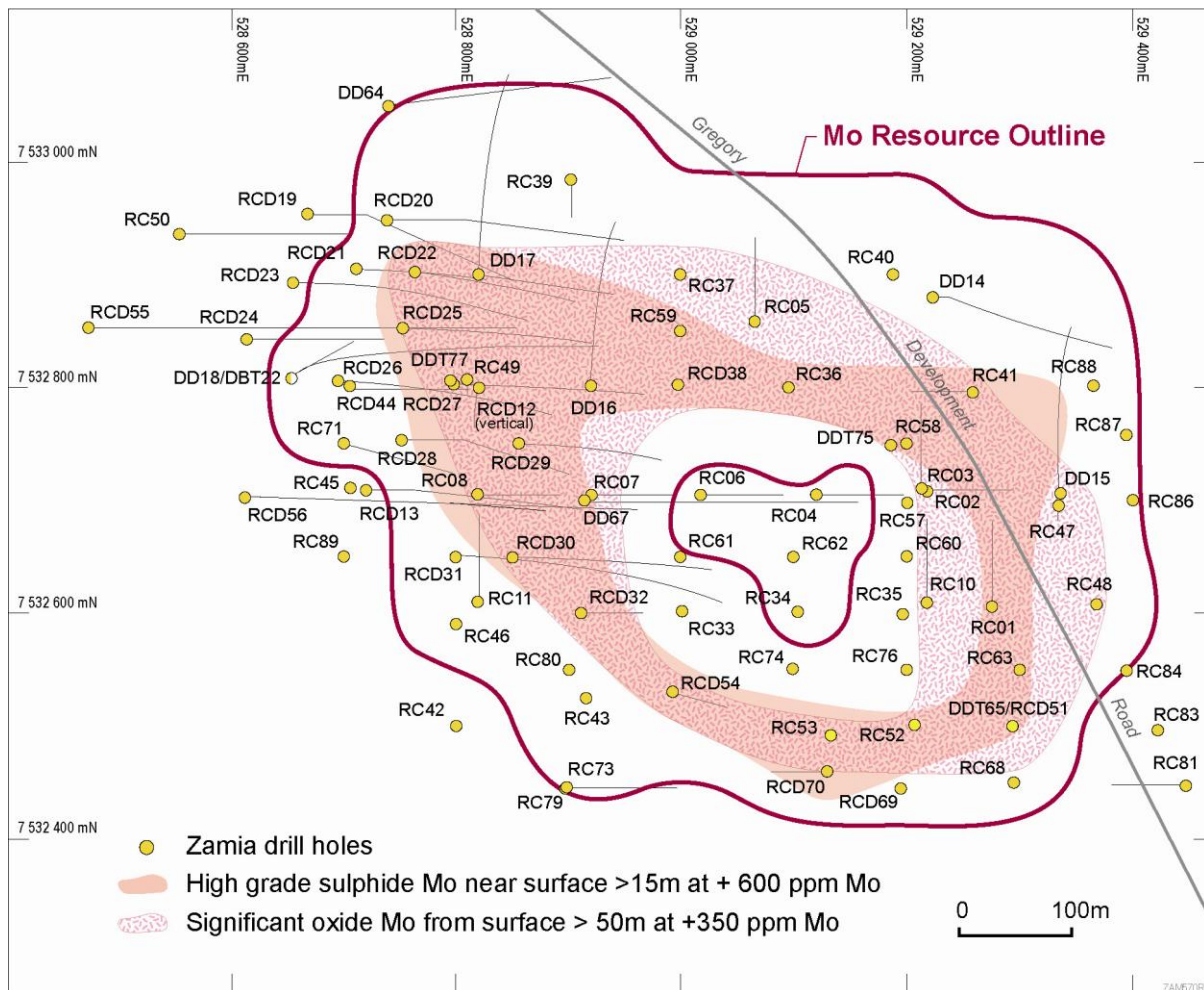 528 600mE
528 800mE
529 000mE
529 200mE
529 400mE
DD64
Gregory
Mo Resource Outline
7 533 000 mN
RC39
RCD19
RCD20
RC50
RCD21
RCD22
DD17
RC40
RCD23
RC37
DD14
RC05
RCD55
RCD24
RCD25
RC59
Development
DD18/DBT22
RCD26
DDT77
RC49
RCD38
RC36
RC41
RC88
7 532 800 mN
RCD44
RCD27
RCD12
(vertical)
DD16
RC71
RCD28
RCD29
DDT75
RC58
RC87
RC45
RC08
RC07
RC06
RC03
DD15
RCD56
RCD13
DD67
RC04
RC57
RC02
RC47
RC86
RC89
RCD31
RCD30
RC61
RC62
RC60
RC10
RC48
7 532 600 mN
RC11
RCD32
RC34
RC35
RC33
RC01
RC46
RC80
RC74
RC76
RC63
RC84
RC42
RC43
RCD54
DDT65/RCD51
RC53
RC52
Road
RC83
RC73
RC68
RC81
RC79
RCD70
RCD69
7 532 400 mN
Zamia drill holes
High grade sulphide Mo near surface >15m at + 600 ppm Mo
Significant oxide Mo from surface > 50m at +350 ppm Mo
0 100m